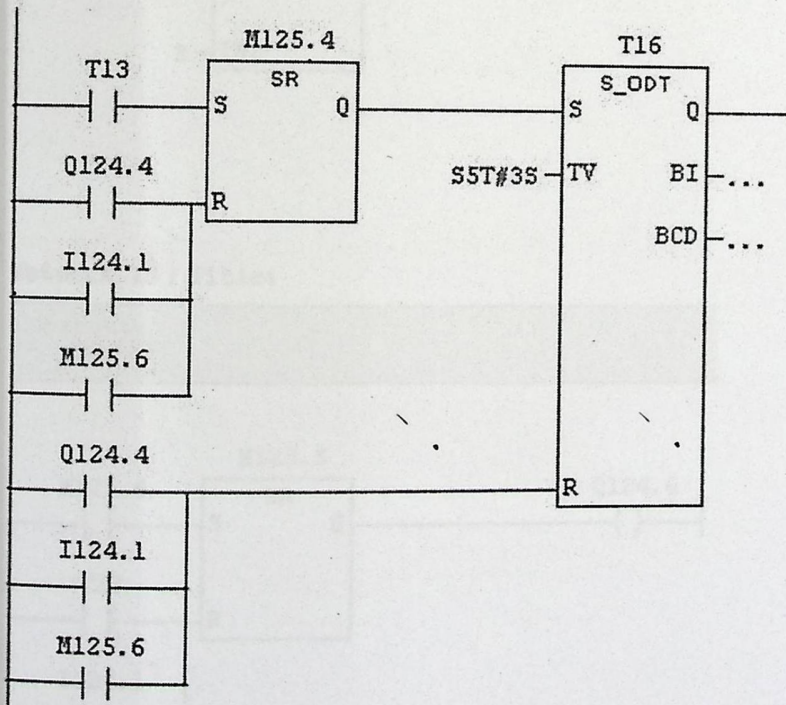 M125.4
T16
T13
SR
S_ODT
S
Q
S
Q
Q124.4
S5T#3S
TV
BI
...
R
I124.1
BCD
...
M125.6
Q124.4
R
I124.1
M125.6